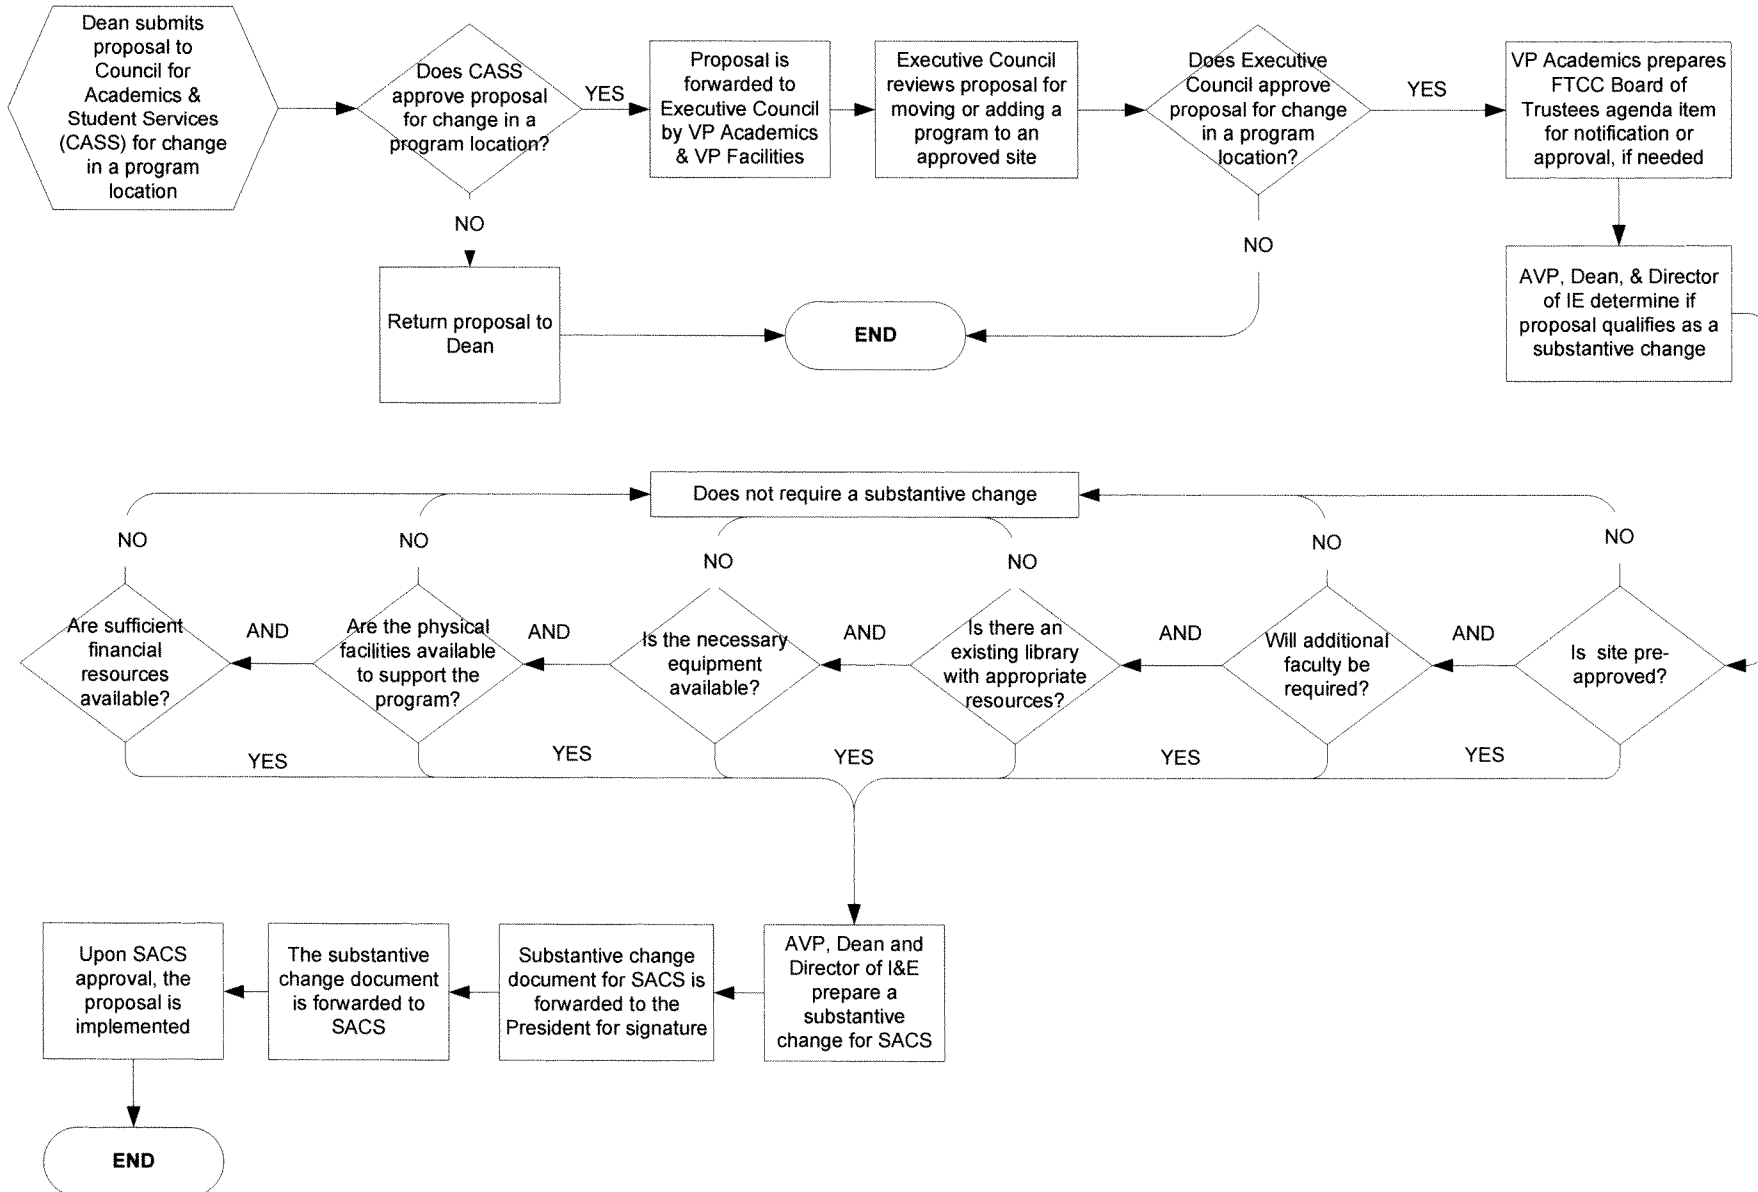 Dean submits
proposal to
Council for
Academics &
Student Services
(CASS) for change
in a program
location
Does CASS
approve proposal
for change in a
program location?
YES
Proposal is
forwarded to
Executive Council
by VP Academics
& VP Facilities
Executive Council
reviews proposal for
moving or adding a
program to an
approved site
Does Executive
Council approve
proposal for change
in a program
location?
YES
VP Academics prepares
FTCC Board of
Trustees agenda item
for notification or
approval, if needed
NO
Return proposal to
Dean
END
NO
AVP, Dean, & Director
of IE determine if
proposal qualifies as a
substantive change
Does not require a substantive change
NO
NO
NO
NO
NO
NO
Are sufficient
financial
resources
available?
AND
Are the physical
facilities available
to support the
program?
AND
Is the necessary
equipment
available?
AND
Is there an
existing library
with appropriate
resources?
AND
Will additional
faculty be
required?
AND
Is site pre-
approved?
YES
YES
YES
YES
YES
Upon SACS
approval, the
proposal is
implemented
The substantive
change document
is forwarded to
SACS
Substantive change
document for SACS is
forwarded to the
President for signature
AVP, Dean and
Director of I&E
prepare a
substantive
change for SACS
END